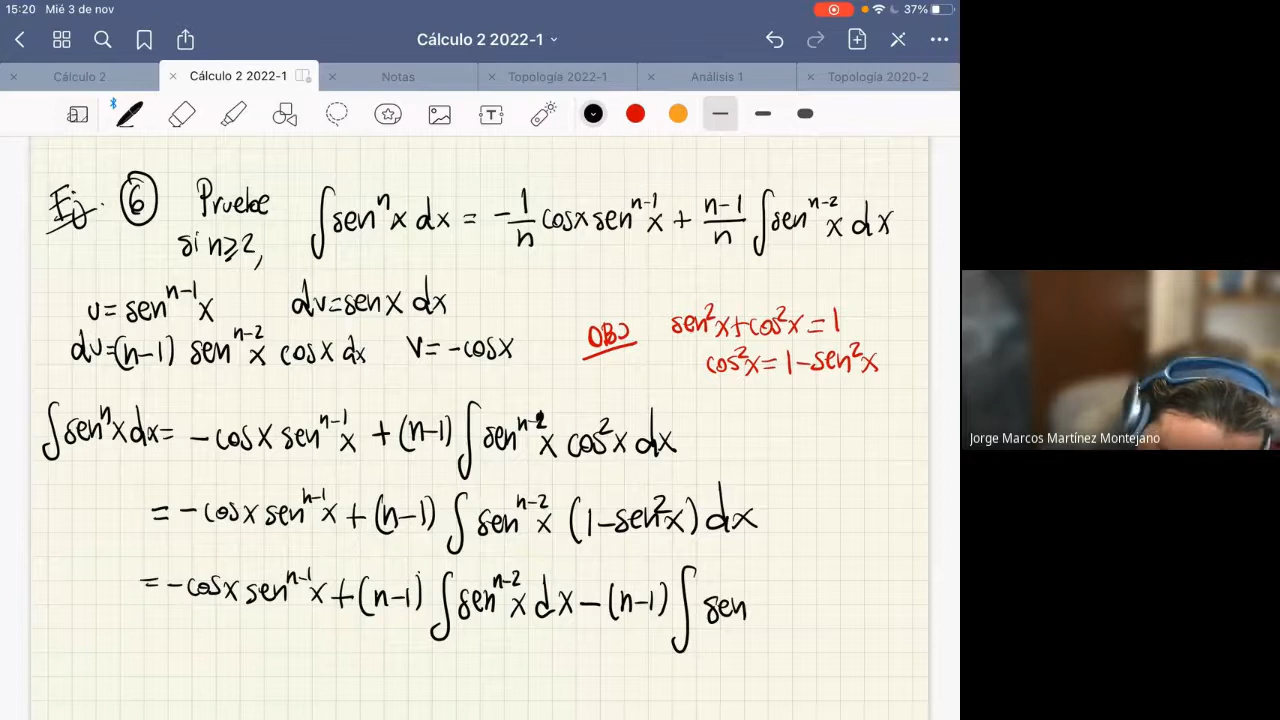 15:20 Mié 3 de nov 37%
Cálculo 2 2022-1
Cálculo 2 Cálculo 2 2022-1 Notas Topología 2022-1 Análisis 1 Topología 2020-2
Ej. 6 Pruebe ∫senⁿx dx = -1/n cosx senⁿ⁻¹x + n-1/n ∫senⁿ⁻²x dx
si n≥2,
u=senⁿ⁻¹x dv=senx dx
du=(n-1) senⁿ⁻²x cosx dx v=-cosx
OBS sen²x+cos²x=1
cos²x=1-sen²x
∫senⁿxdx= -cosx senⁿ⁻¹x +(n-1)∫senⁿ⁻²x cos²x dx
=-cosx senⁿ⁻¹x+(n-1)∫senⁿ⁻²x (1-sen²x)dx
=-cosx senⁿ⁻¹x+(n-1)∫senⁿ⁻²x dx-(n-1)∫sen
Jorge Marcos Martínez Montejano